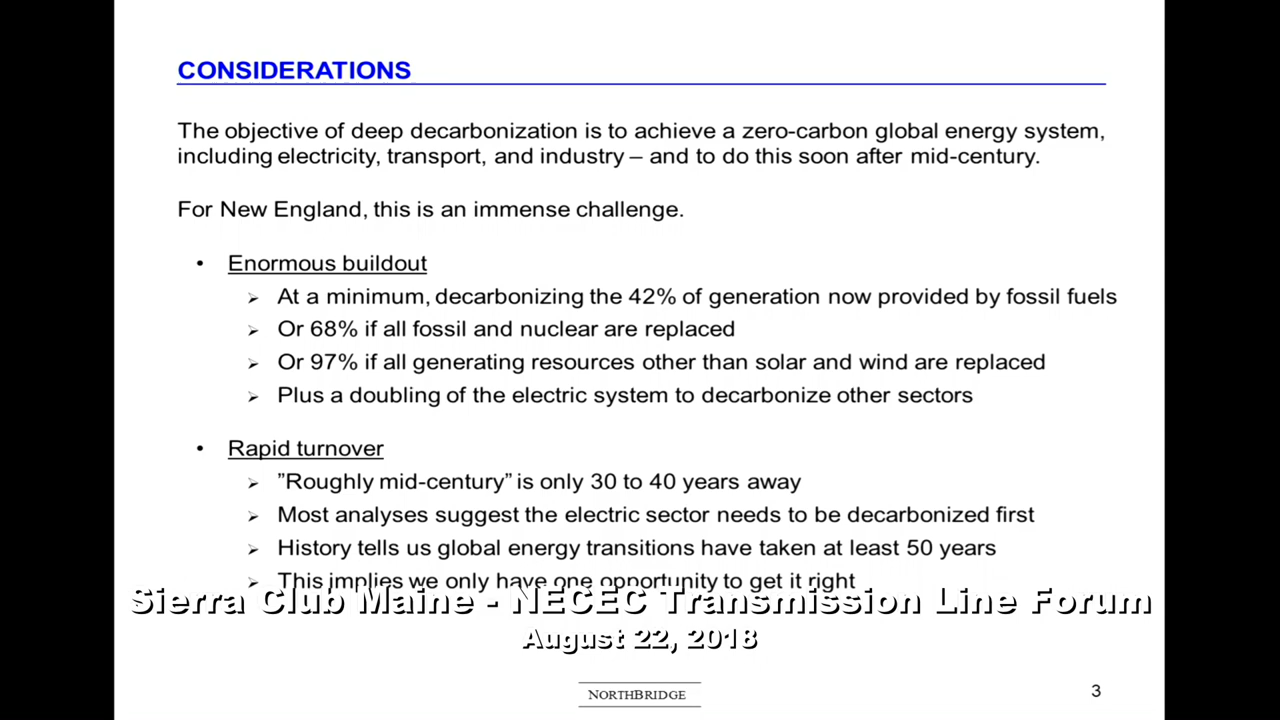 CONSIDERATIONS
The objective of deep decarbonization is to achieve a zero-carbon global energy system,
including electricity, transport, and industry – and to do this soon after mid-century.
For New England, this is an immense challenge.
• Enormous buildout
➢ At a minimum, decarbonizing the 42% of generation now provided by fossil fuels
➢ Or 68% if all fossil and nuclear are replaced
➢ Or 97% if all generating resources other than solar and wind are replaced
➢ Plus a doubling of the electric system to decarbonize other sectors
• Rapid turnover
➢ ”Roughly mid-century” is only 30 to 40 years away
➢ Most analyses suggest the electric sector needs to be decarbonized first
➢ History tells us global energy transitions have taken at least 50 years
➢ This implies we only have one opportunity to get it right
Sierra Club Maine - NECEC Transmission Line Forum
August 22, 2018
NORTHBRIDGE
3